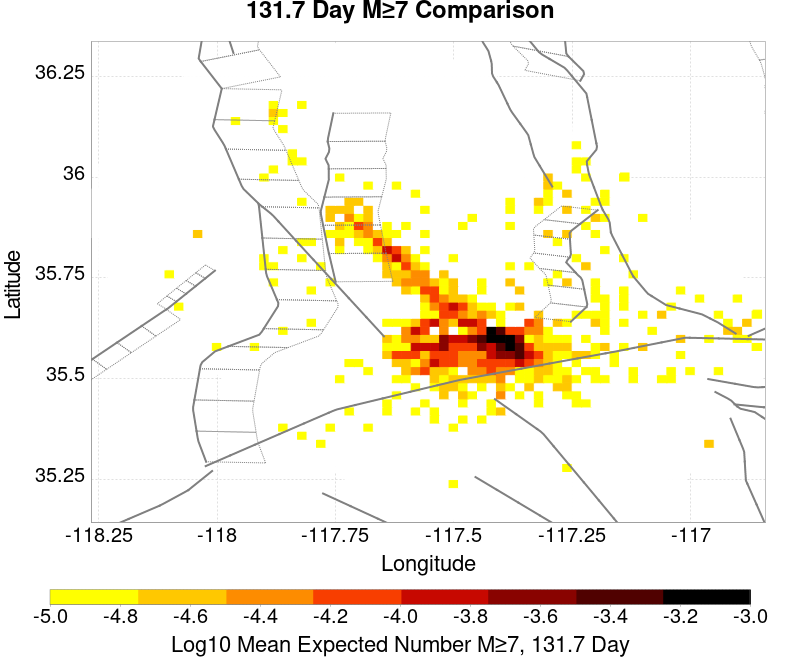 131.7 Day M≥7 Comparison
36.25
36
35.75
35.5
35.25
Latitude
-118.25 -118 -117.75 -117.5 -117.25 -117
Longitude
-5.0 -4.8 -4.6 -4.4 -4.2 -4.0 -3.8 -3.6 -3.4 -3.2 -3.0
Log10 Mean Expected Number M≥7, 131.7 Day